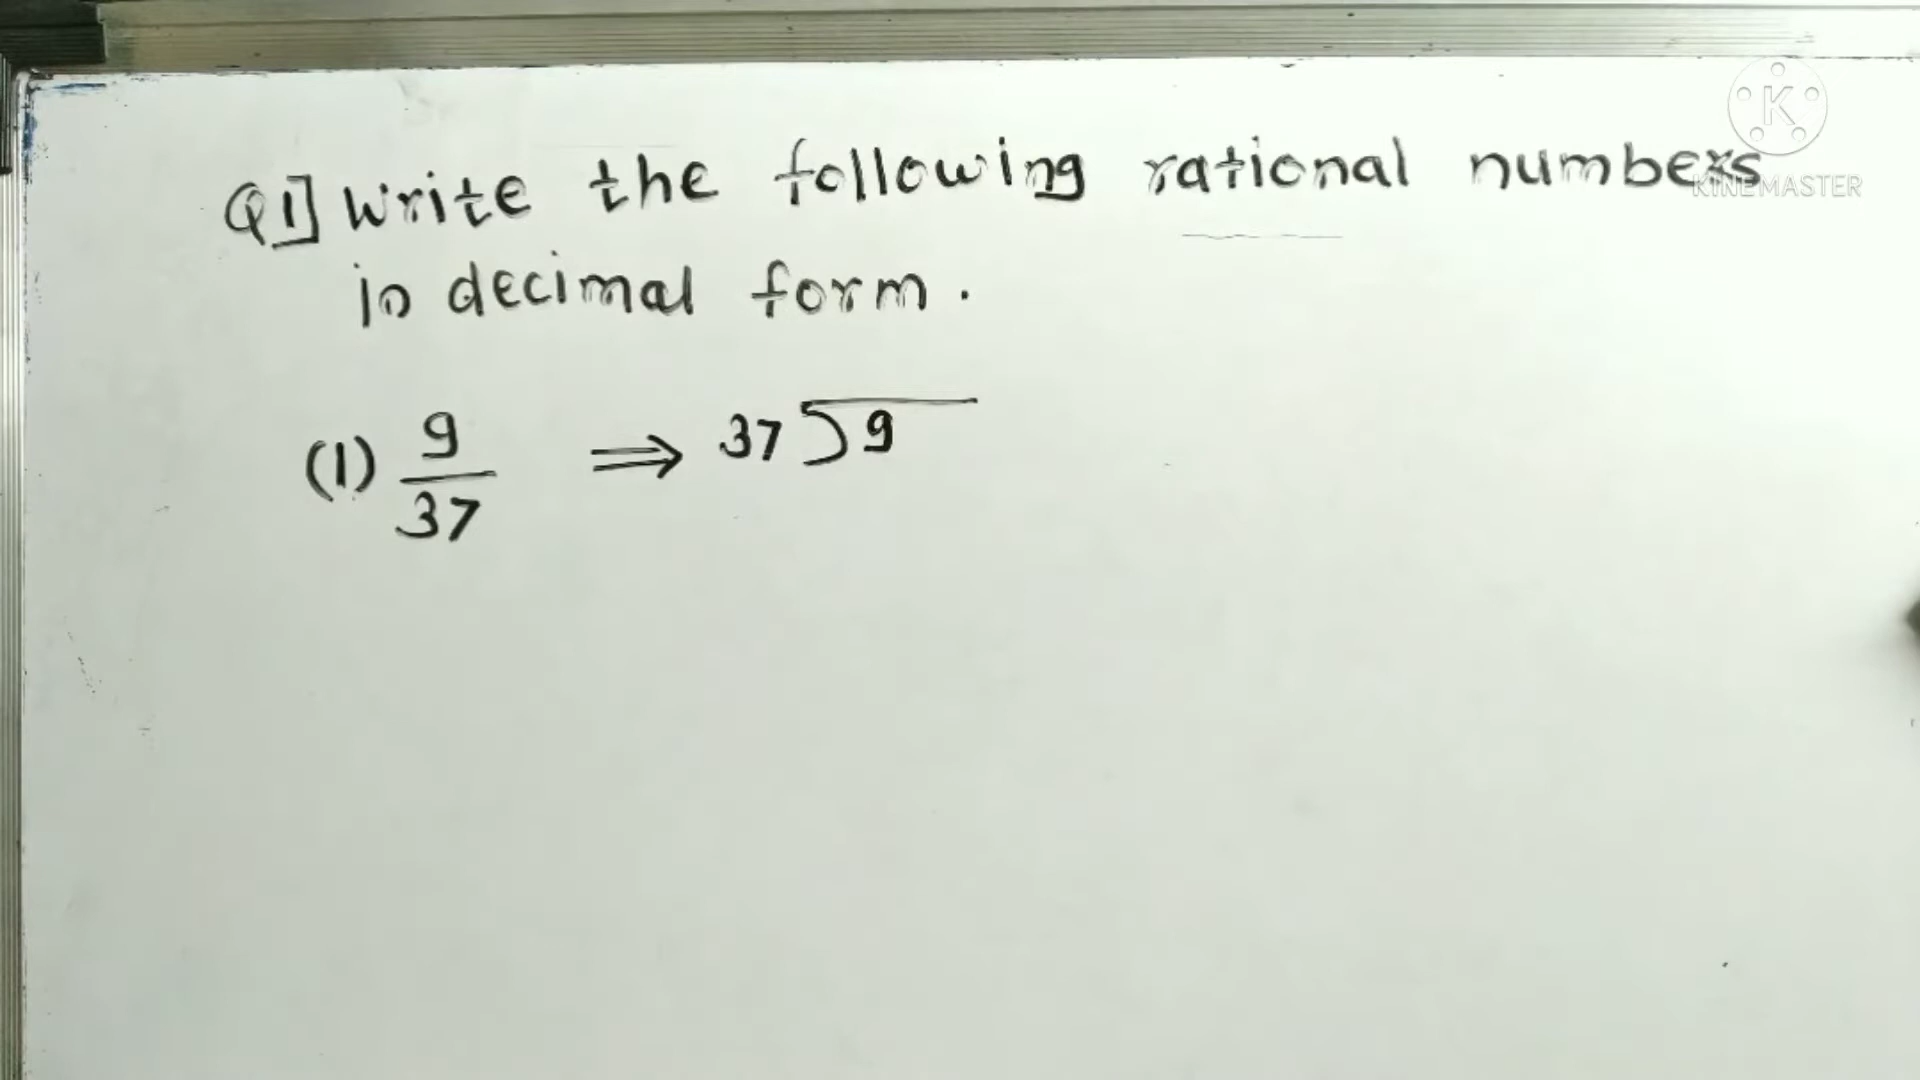 Q1] Write the following rational numbers
in decimal form.
(1) 9/37 ⇒ 37)9
K
KINEMASTER